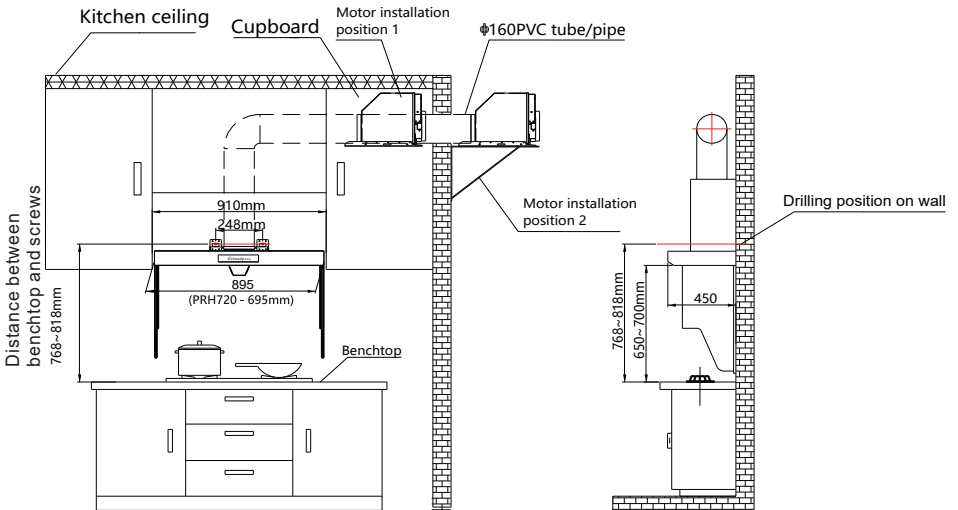 Kitchen ceiling
Cupboard
Motor installation
position 1
ϕ160PVC tube/pipe
910mm
248mm
895
(PRH720 - 695mm)
Motor installation
position 2
Distance between
benchtop and screws
768~818mm
Benchtop
Drilling position on wall
768~818mm
650~700mm
450